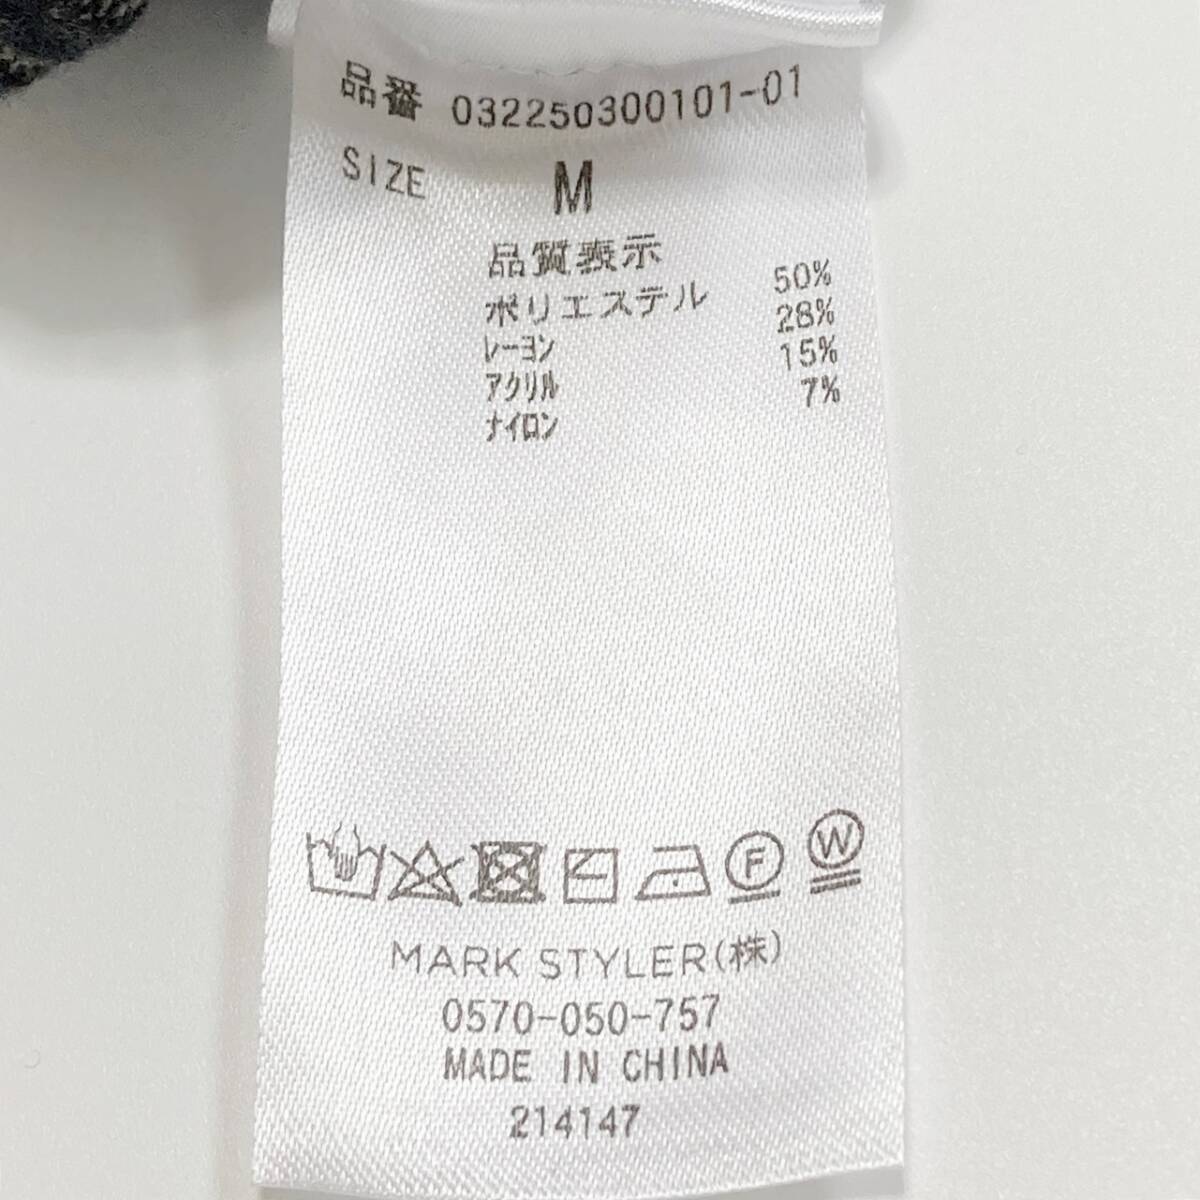 品番 032250300101-01
SIZE M
品質表示
ポリエステル 50%
レーヨン 28%
アクリル 15%
ナイロン 7%
F W
MARK STYLER(株)
0570-050-757
MADE IN CHINA
214147